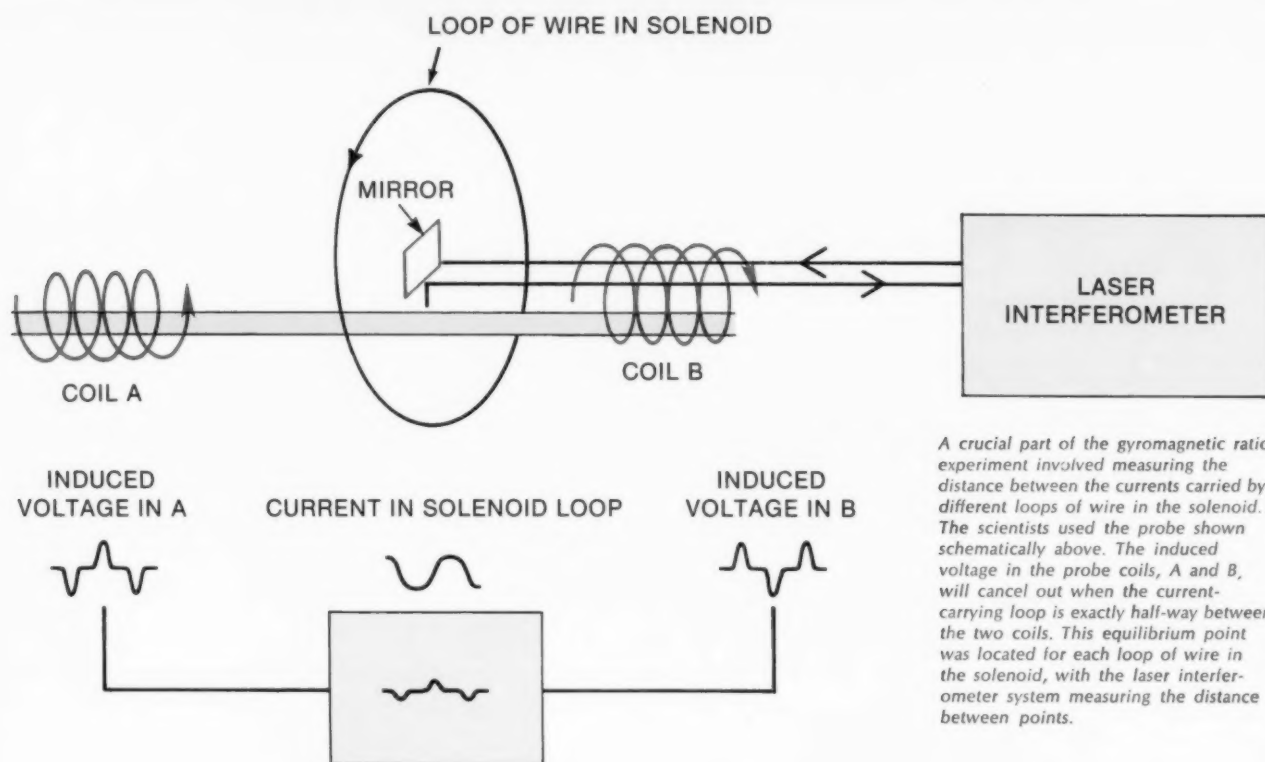 LOOP OF WIRE IN SOLENOID
MIRROR
LASER
INTERFEROMETER
COIL A
COIL B
INDUCED
VOLTAGE IN A
CURRENT IN SOLENOID LOOP
INDUCED
VOLTAGE IN B
A crucial part of the gyromagnetic ratio
experiment involved measuring the
distance between the currents carried by
different loops of wire in the solenoid.
The scientists used the probe shown
schematically above. The induced
voltage in the probe coils, A and B,
will cancel out when the current-
carrying loop is exactly half-way between
the two coils. This equilibrium point
was located for each loop of wire in
the solenoid, with the laser interfer-
ometer system measuring the distance
between points.